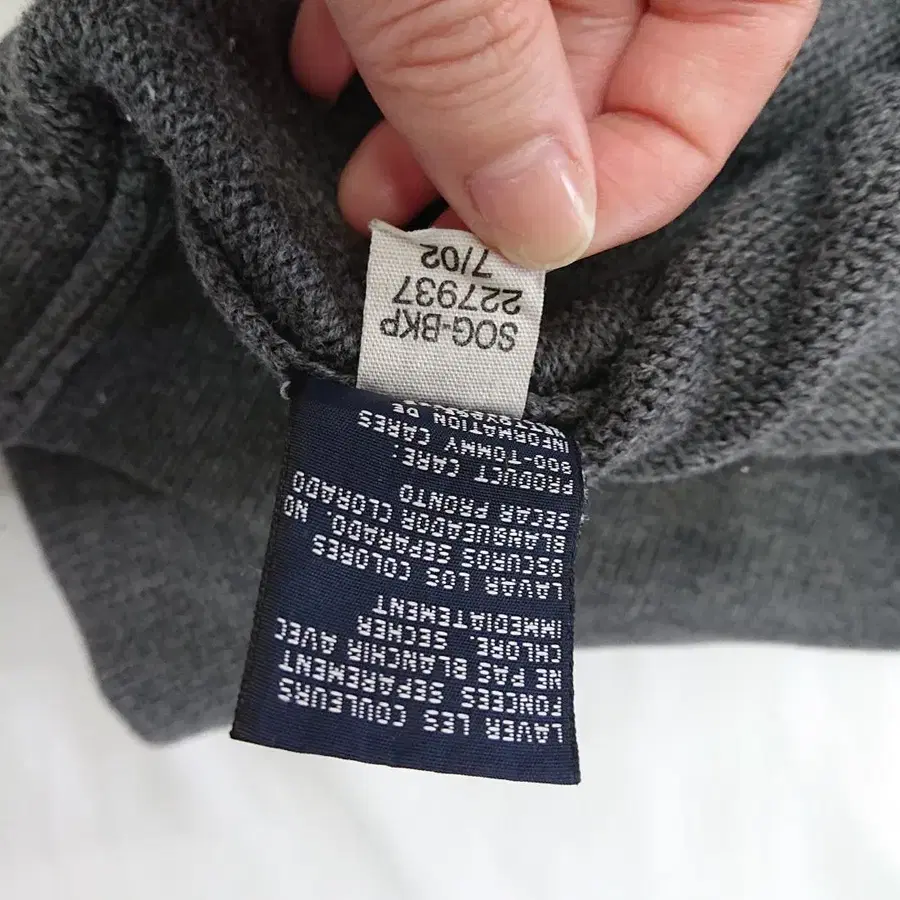 LAVER LES COULEURS
FONCEES SEPAREMENT
NE PAS BLANCHIR AVEC
CHLORE. SECHER
IMMEDIATEMENT
LAVAR LOS COLORES
OSCUROS SEPARADO. NO
BLANQUEADOR CLORADO
SECAR PRONTO
PRODUCT CARE.
800-TOMMY CARES
INFORMATION DE
SOG-BKP
227937
7/02